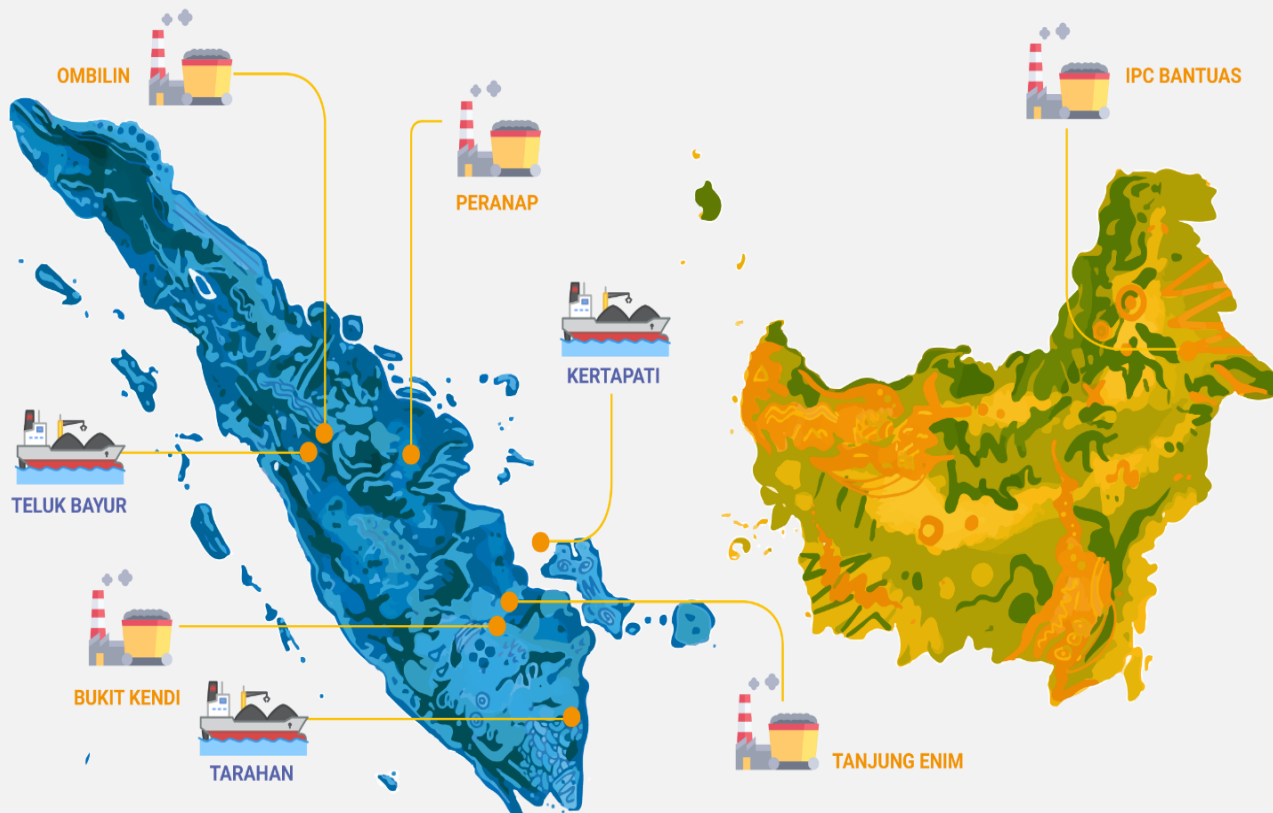 OMBILIN
IPC BANTUAS
PERANAP
KERTAPATI
TELUK BAYUR
BUKIT KENDI
TARAHAN
TANJUNG ENIM